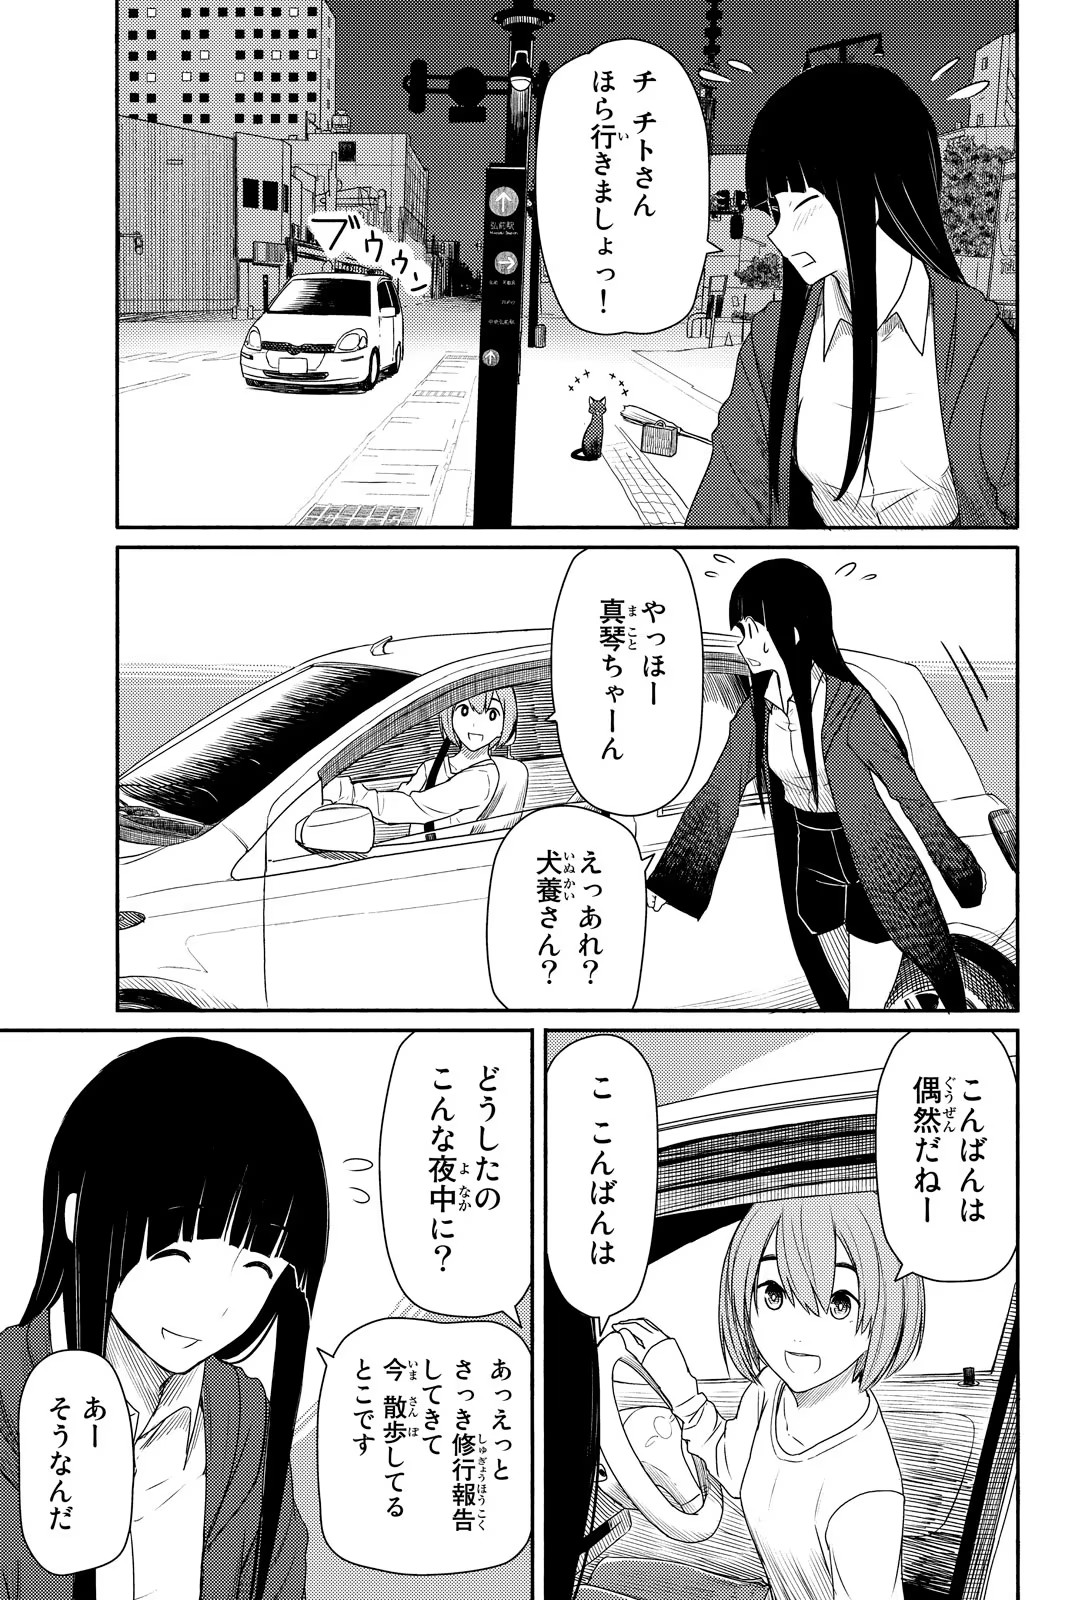 チ チトさん
ほら行きましょっ！
ブウウン
弘前駅
やっほー
真琴ちゃーん
えっあれ？
犬養さん？
こんばんは
偶然だねー
こ こんばんは
どうしたの
こんな夜中に？
あっえっと
さっき修行報告
してきて
今 散歩してる
とこです
あー
そうなんだ